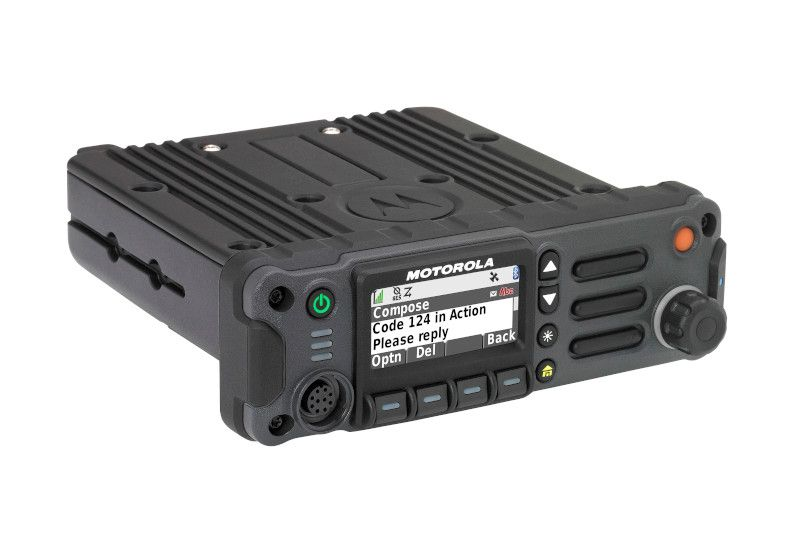 MOTOROLA
Compose
Code 124 in Action
Please reply
Optn Del Back